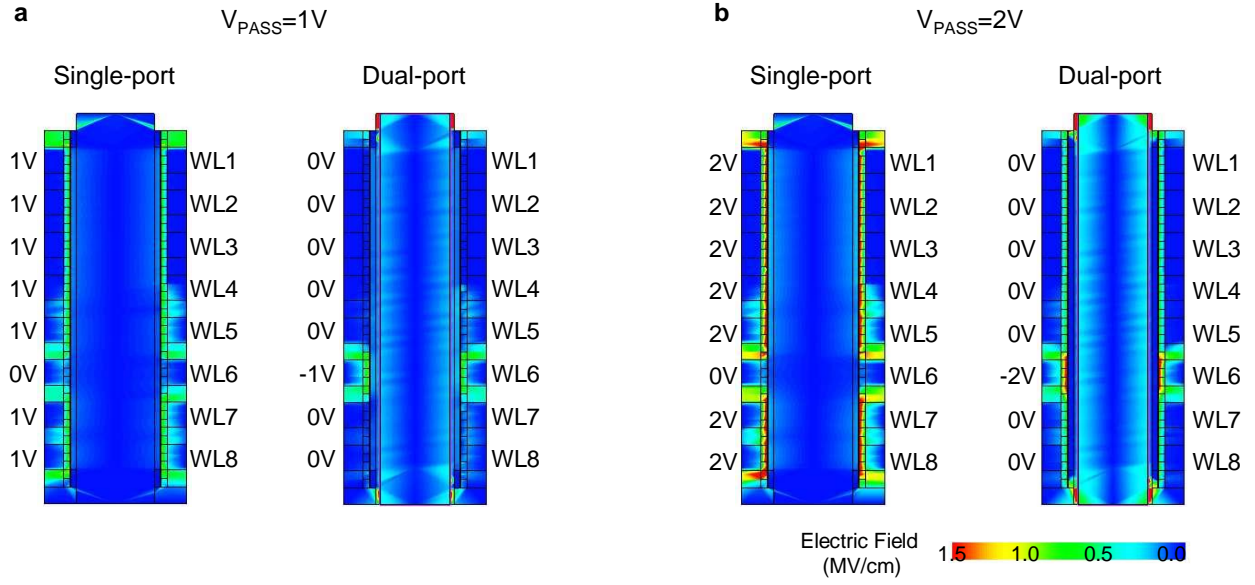 a
V_PASS=1V
b
V_PASS=2V
Single-port
Dual-port
Single-port
Dual-port
1V WL1 0V WL1 2V WL1 0V WL1
1V WL2 0V WL2 2V WL2 0V WL2
1V WL3 0V WL3 2V WL3 0V WL3
1V WL4 0V WL4 2V WL4 0V WL4
1V WL5 0V WL5 2V WL5 0V WL5
0V WL6 -1V WL6 0V WL6 -2V WL6
1V WL7 0V WL7 2V WL7 0V WL7
1V WL8 0V WL8 2V WL8 0V WL8
Electric Field
(MV/cm)
1.5 1.0 0.5 0.0